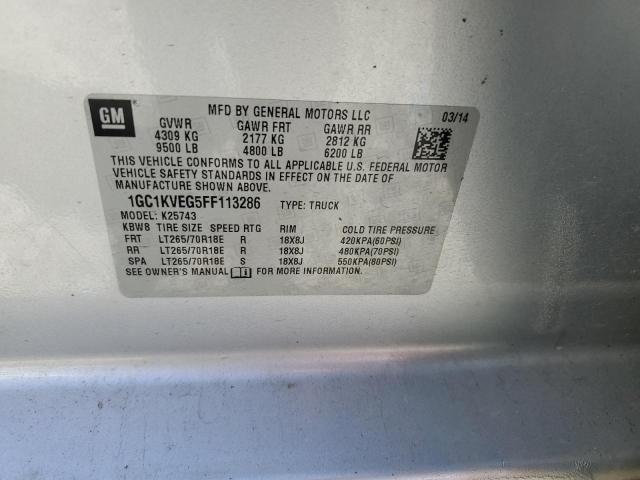 GM
MFD BY GENERAL MOTORS LLC
03/14
GVWR GAWR FRT GAWR RR
4309 KG 2177 KG 2812 KG
9500 LB 4800 LB 6200 LB
THIS VEHICLE CONFORMS TO ALL APPLICABLE U.S. FEDERAL MOTOR
VEHICLE SAFETY STANDARDS IN EFFECT ON THE DATE OF
MANUFACTURE SHOWN ABOVE.
1GC1KVEG5FF113286 TYPE: TRUCK
MODEL: K25743
KBW8 TIRE SIZE SPEED RTG RIM COLD TIRE PRESSURE
FRT LT265/70R18E R 18X8J 420KPA(60PSI)
RR LT265/70R18E R 18X8J 480KPA(70PSI)
SPA LT265/70R18E S 18X8J 550KPA(80PSI)
SEE OWNER'S MANUAL FOR MORE INFORMATION.